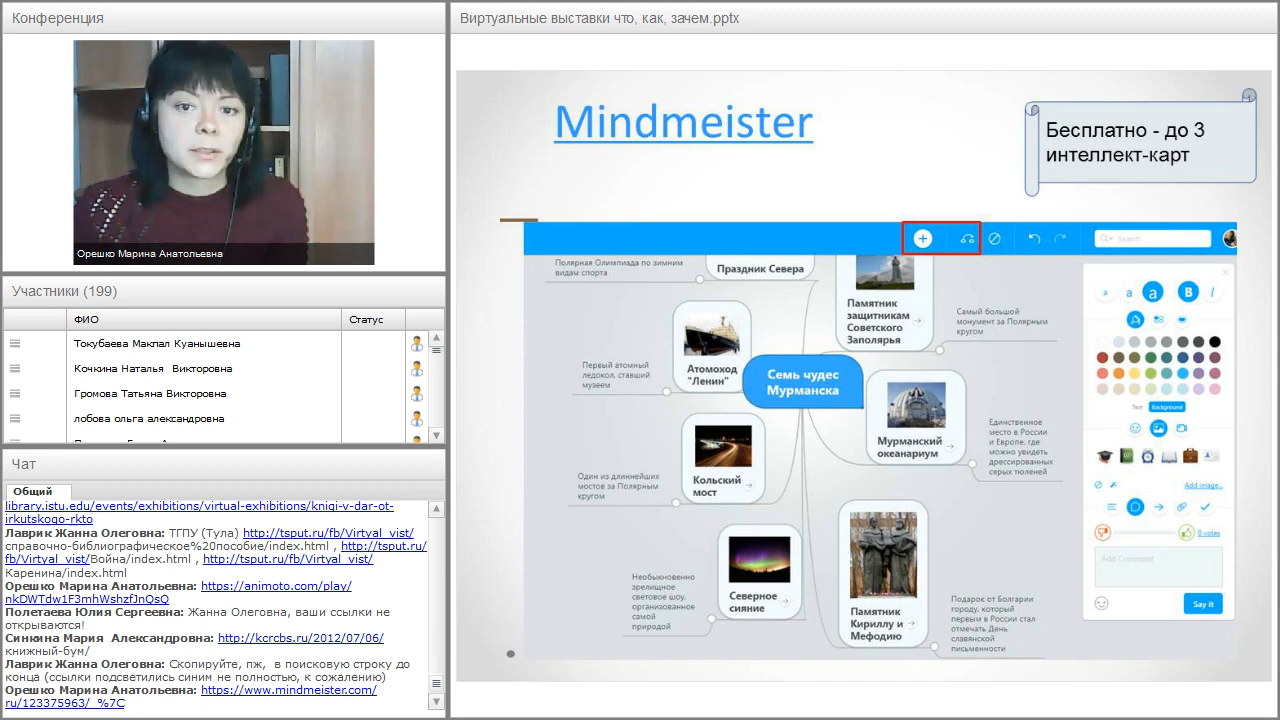 Конференция
Орешко Марина Анатольевна
Участники (199)
ФИО
Статус
Токубаева Макпал Куанышевна
Кочкина Наталья Викторовна
Громова Татьяна Викторовна
лобова ольга александровна
Чат
Общий
library.istu.edu/events/exhibitions/virtual-exhibitions/knigi-v-dar-ot-
irkutskogo-rkto
Лаврик Жанна Олеговна: ТГПУ (Тула) http://tsput.ru/fb/Virtyal_vist/
справочно-библиографическое%20пособие/index.html , http://tsput.ru/
fb/Virtyal_vist/Война/index.html , http://tsput.ru/fb/Virtyal_vist/
Каренина/index.html
Орешко Марина Анатольевна: https://animoto.com/play/
nkDWTdw1F3mhWshzfJnQsQ
Полетаева Юлия Сергеевна: Жанна Олеговна, ваши ссылки не
открываются!
Синкина Мария Александровна: http://kcrona.ru/2012/07/06/
книжный-бум/
Лаврик Жанна Олеговна: Скопируйте, пж, в поисковую строку до
конца (ссылки подсветились синим не полностью, к сожалению)
Орешко Марина Анатольевна: https://www.mindmeister.com/
ru/123375963/_%7C
Виртуальные выставки что, как, зачем.pptx
Mindmeister
Бесплатно - до 3
интеллект-карт
Search
Полярная Олимпиада по зимним
видам спорта
Праздник Севера
Первый атомный
ледокол, ставший
музеем
Атомоход
"Ленин"
Один из длиннейших
мостов за Полярным
кругом
Кольский
мост
Необыкновенно
зрелищное
световое шоу,
организованное
самой
природой
Северное
сияние
Семь чудес
Мурманска
Памятник
защитникам
Советского
Заполярья
Самый большой
монумент за Полярным
кругом
Мурманский
океанариум
Единственное
место в России
и Европе, где
можно увидеть
дрессированных
серых тюленей
Памятник
Кириллу и
Мефодию
Подарок от Болгарии
городу, который
первым в России стал
отмечать День
славянской
письменности
a a a B I
Text Background
Add image...
0 votes
Add Comment
Say it